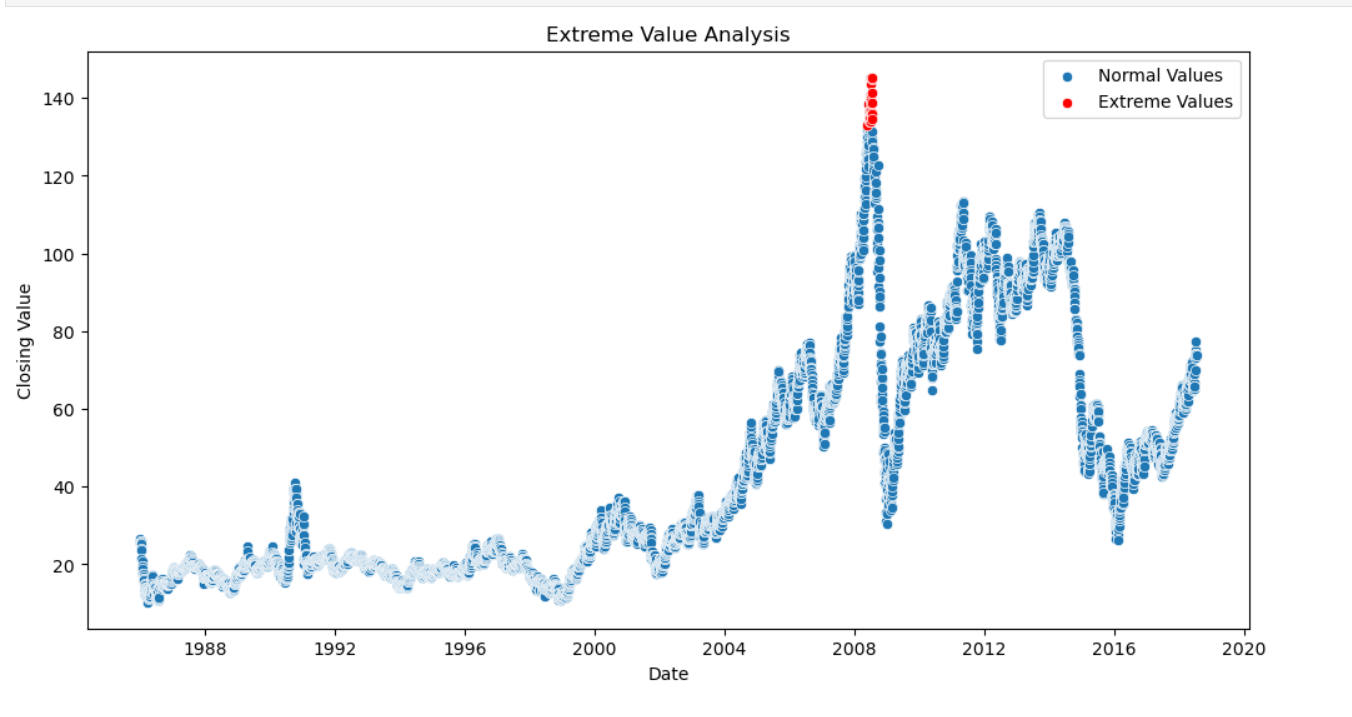 Extreme Value Analysis
Normal Values
Extreme Values
140
120
100
80
60
40
20
Closing Value
1988 1992 1996 2000 2004 2008 2012 2016 2020
Date